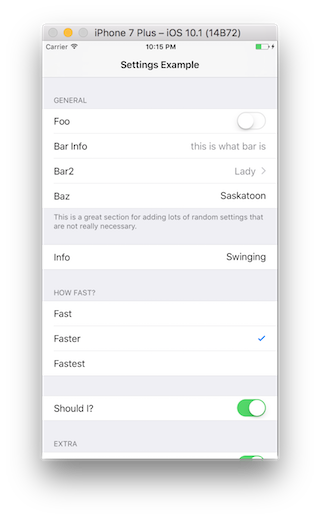 iPhone 7 Plus – iOS 10.1 (14B72)
Carrier 10:15 PM
Settings Example
GENERAL
Foo
Bar Info this is what bar is
Bar2 Lady
Baz Saskatoon
This is a great section for adding lots of random settings that
are not really necessary.
Info Swinging
HOW FAST?
Fast
Faster
Fastest
Should I?
EXTRA